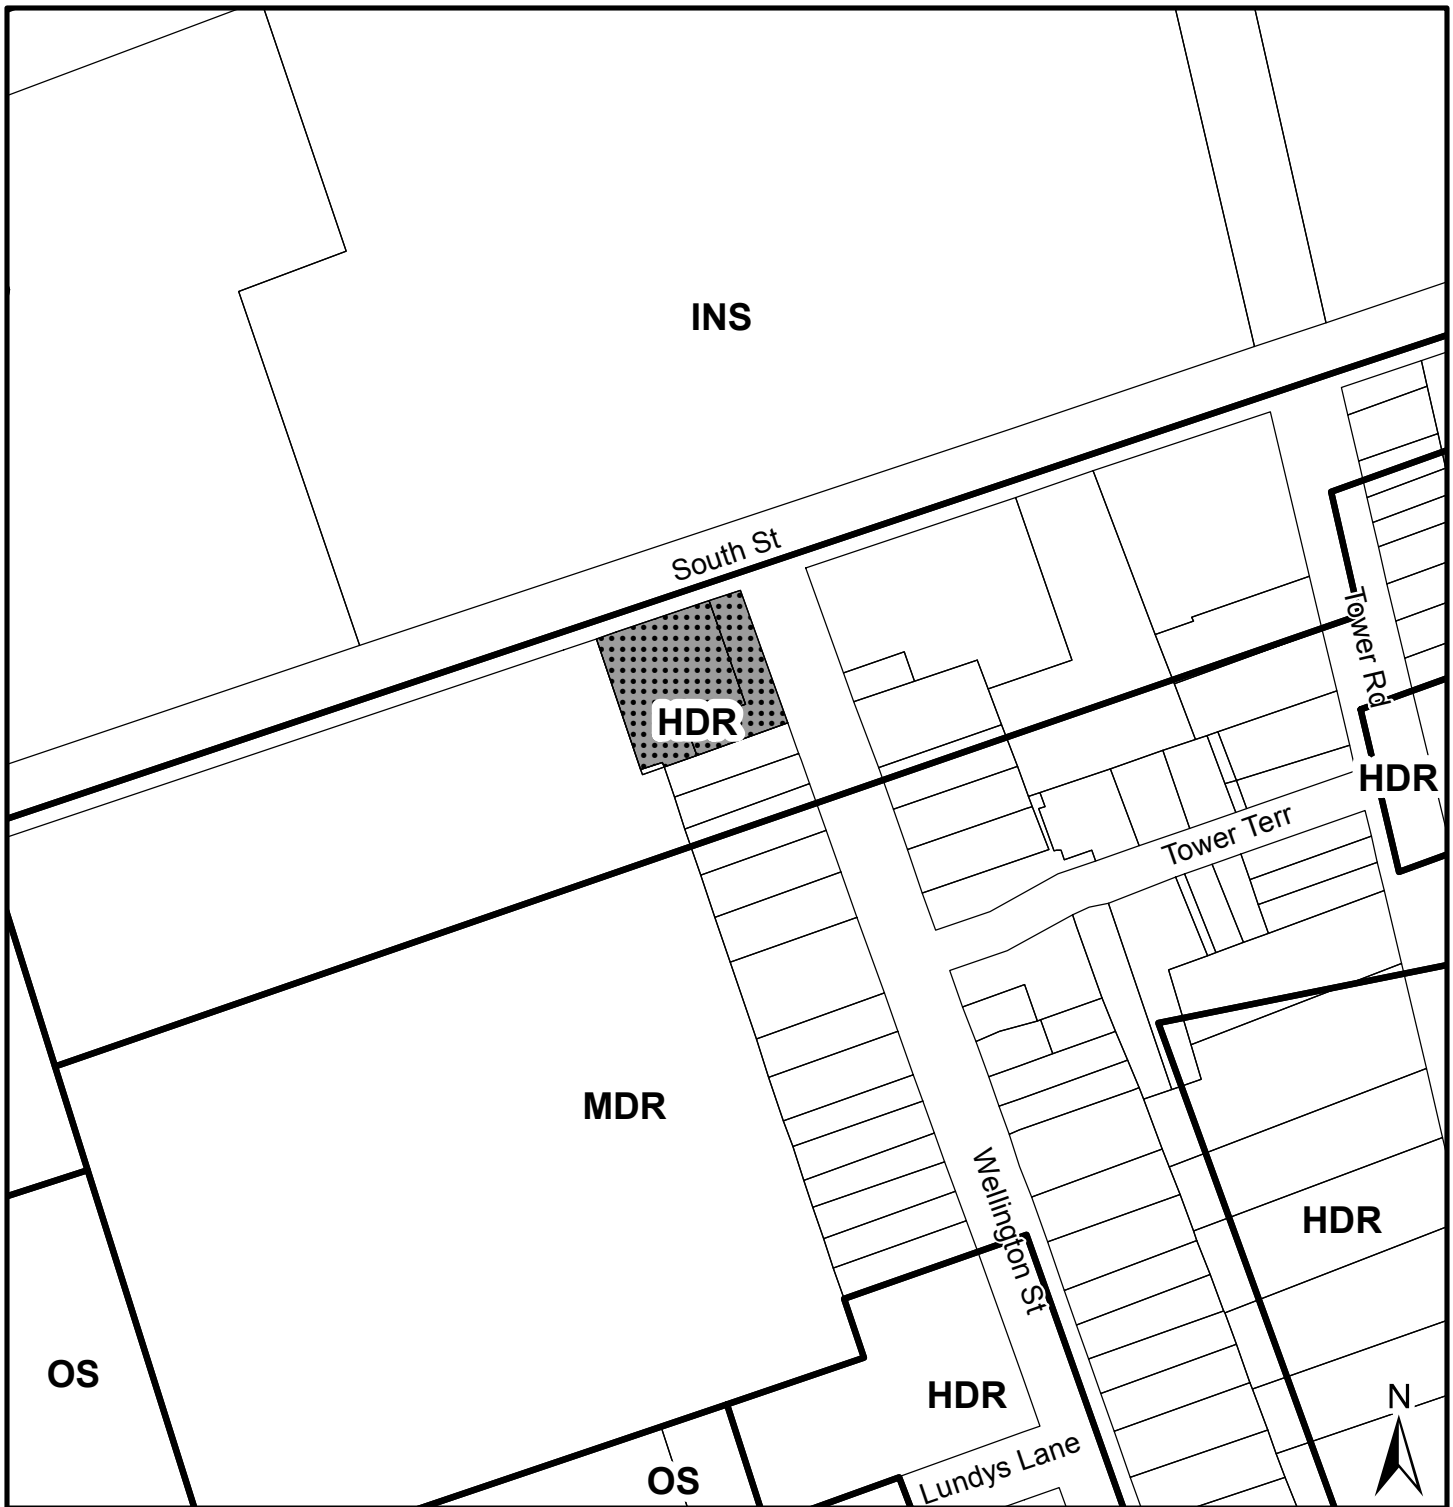 INS
South St
HDR
Tower Rd
HDR
Tower Terr
MDR
Wellington St
HDR
OS
HDR
N
Lundys Lane
OS